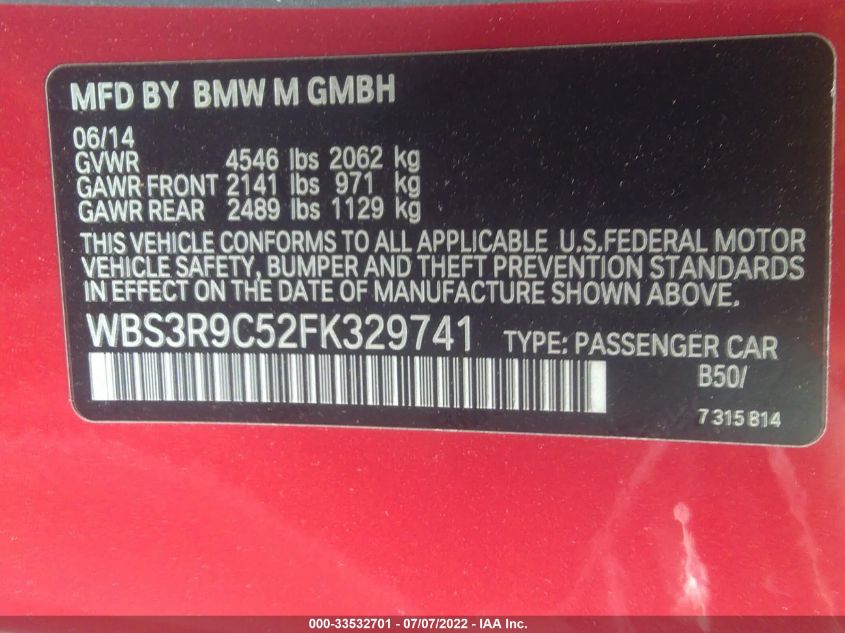 MFD BY BMW M GMBH
06/14
GVWR 4546 lbs 2062 kg
GAWR FRONT 2141 lbs 971 kg
GAWR REAR 2489 lbs 1129 kg
THIS VEHICLE CONFORMS TO ALL APPLICABLE U.S.FEDERAL MOTOR
VEHICLE SAFETY, BUMPER AND THEFT PREVENTION STANDARDS
IN EFFECT ON THE DATE OF MANUFACTURE SHOWN ABOVE.
WBS3R9C52FK329741 TYPE: PASSENGER CAR
B50/
7 315 814
000-33532701 - 07/07/2022 - IAA Inc.